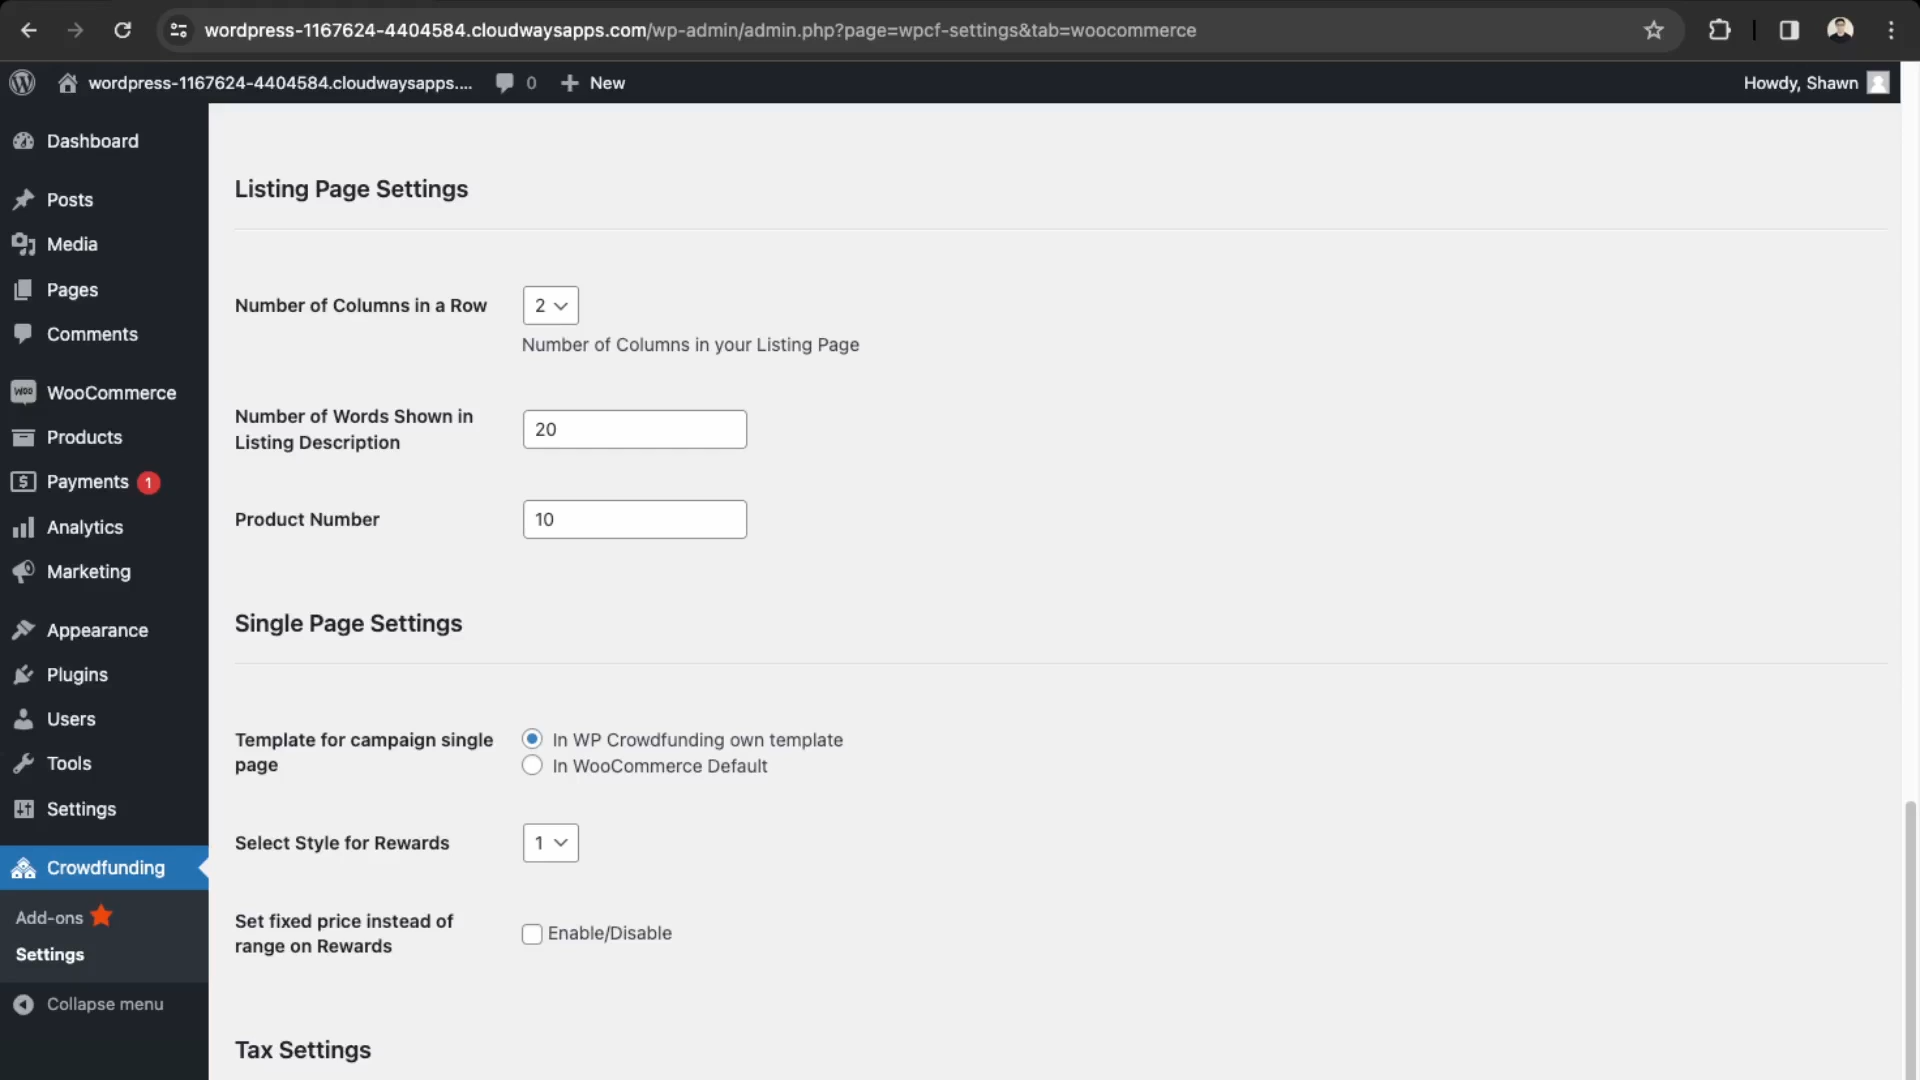 wordpress-1167624-4404584.cloudwaysapps.com/wp-admin/admin.php?page=wpcf-settings&tab=woocommerce
wordpress-1167624-4404584.cloudwaysapps.... 0 New Howdy, Shawn
Dashboard
Posts
Media
Pages
Comments
WOO WooCommerce
Products
Payments 1
Analytics
Marketing
Appearance
Plugins
Users
Tools
Settings
Crowdfunding
Add-ons
Settings
Collapse menu
Listing Page Settings
Number of Columns in a Row 2
Number of Columns in your Listing Page
Number of Words Shown in
Listing Description 20
Product Number 10
Single Page Settings
Template for campaign single
page
In WP Crowdfunding own template
In WooCommerce Default
Select Style for Rewards 1
Set fixed price instead of
range on Rewards
Enable/Disable
Tax Settings